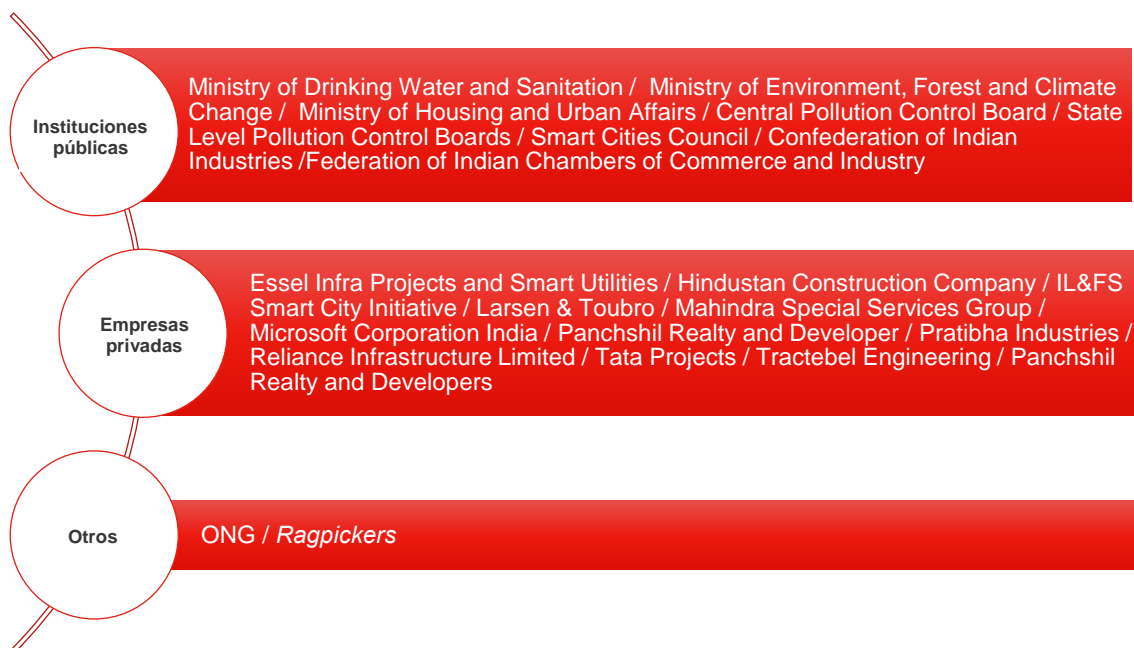 Instituciones
públicas
Ministry of Drinking Water and Sanitation / Ministry of Environment, Forest and Climate
Change / Ministry of Housing and Urban Affairs / Central Pollution Control Board / State
Level Pollution Control Boards / Smart Cities Council / Confederation of Indian
Industries /Federation of Indian Chambers of Commerce and Industry
Empresas
privadas
Essel Infra Projects and Smart Utilities / Hindustan Construction Company / IL&FS
Smart City Initiative / Larsen & Toubro / Mahindra Special Services Group /
Microsoft Corporation India / Panchshil Realty and Developer / Pratibha Industries /
Reliance Infrastructure Limited / Tata Projects / Tractebel Engineering / Panchshil
Realty and Developers
Otros
ONG / Ragpickers